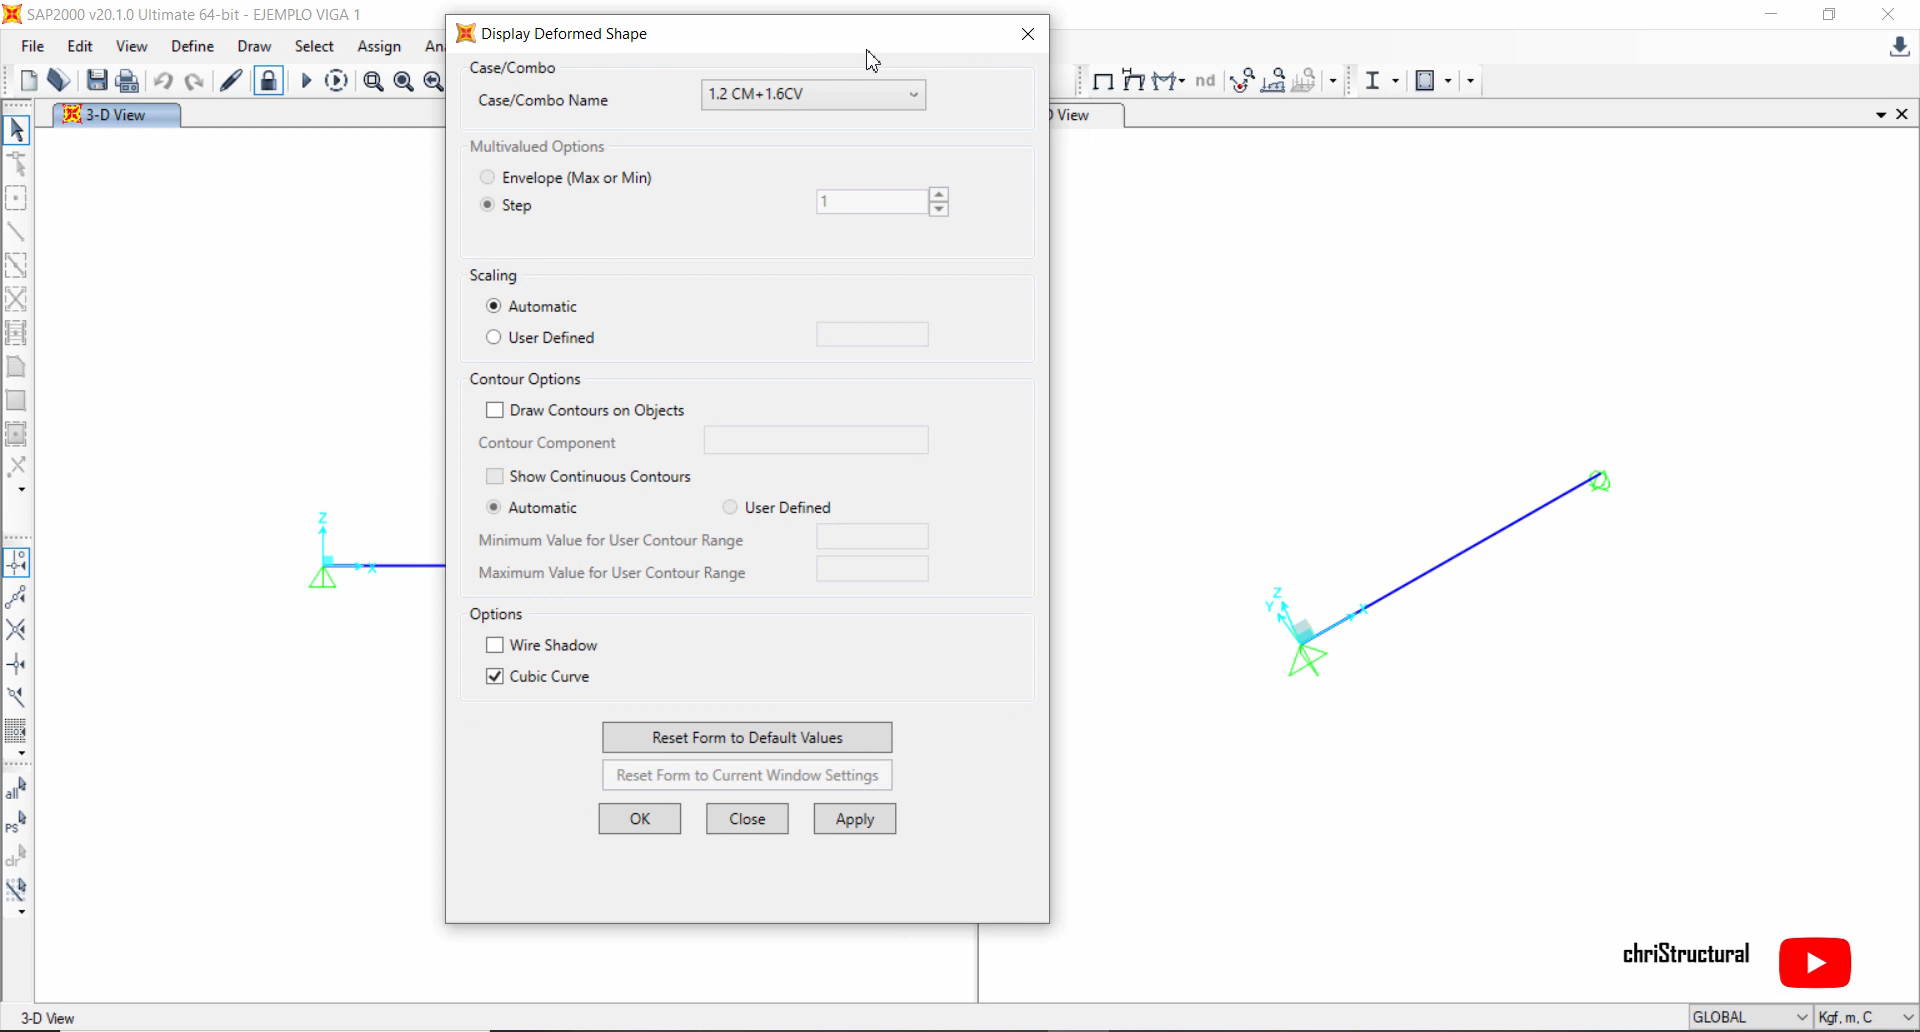 SAP2000 v20.1.0 Ultimate 64-bit - EJEMPLO VIGA 1
File Edit View Define Draw Select Assign
nd
3-D View
View
Display Deformed Shape
Case/Combo
Case/Combo Name 1.2 CM+1.6CV
Multivalued Options
Envelope (Max or Min)
Step 1
Scaling
Automatic
User Defined
Contour Options
Draw Contours on Objects
Contour Component
Show Continuous Contours
Automatic User Defined
Minimum Value for User Contour Range
Maximum Value for User Contour Range
Options
Wire Shadow
Cubic Curve
Reset Form to Default Values
Reset Form to Current Window Settings
OK Close Apply
Z
X
Z
Y
X
all
PS
clr
chriStructural
3-D View
GLOBAL Kgf, m, C